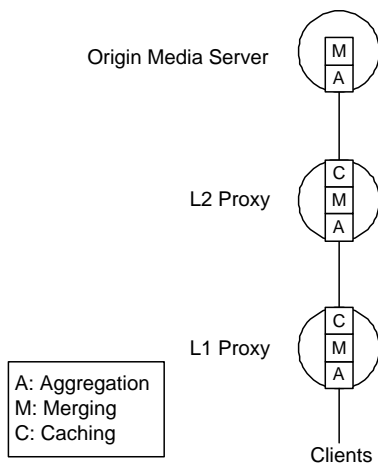 Origin Media Server
M
A
C
L2 Proxy
M
A
C
L1 Proxy
M
A
A: Aggregation
M: Merging
C: Caching
Clients